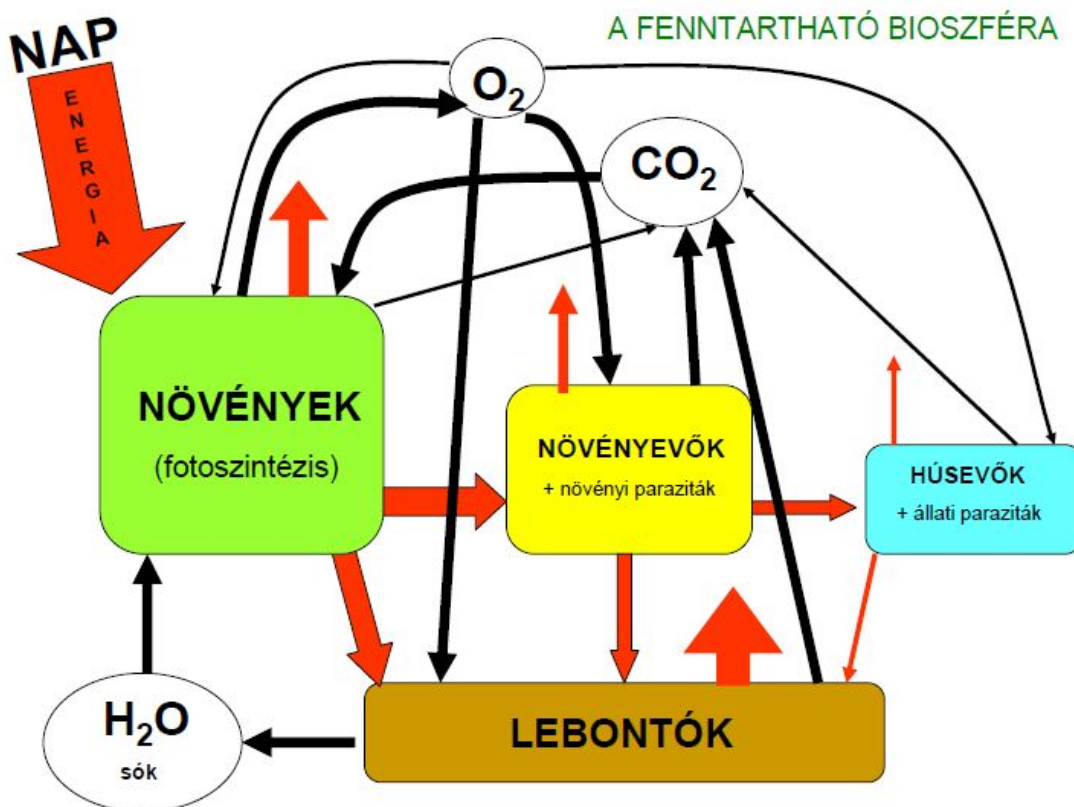 A FENNTARTHATÓ BIOSZFÉRA
NAP
ENERGIA
O₂
CO₂
NÖVÉNYEK
(fotoszintézis)
NÖVÉNYEVŐK
+ növényi paraziták
HÚSEVŐK
+ állati paraziták
H₂O
sók
LEBONTÓK